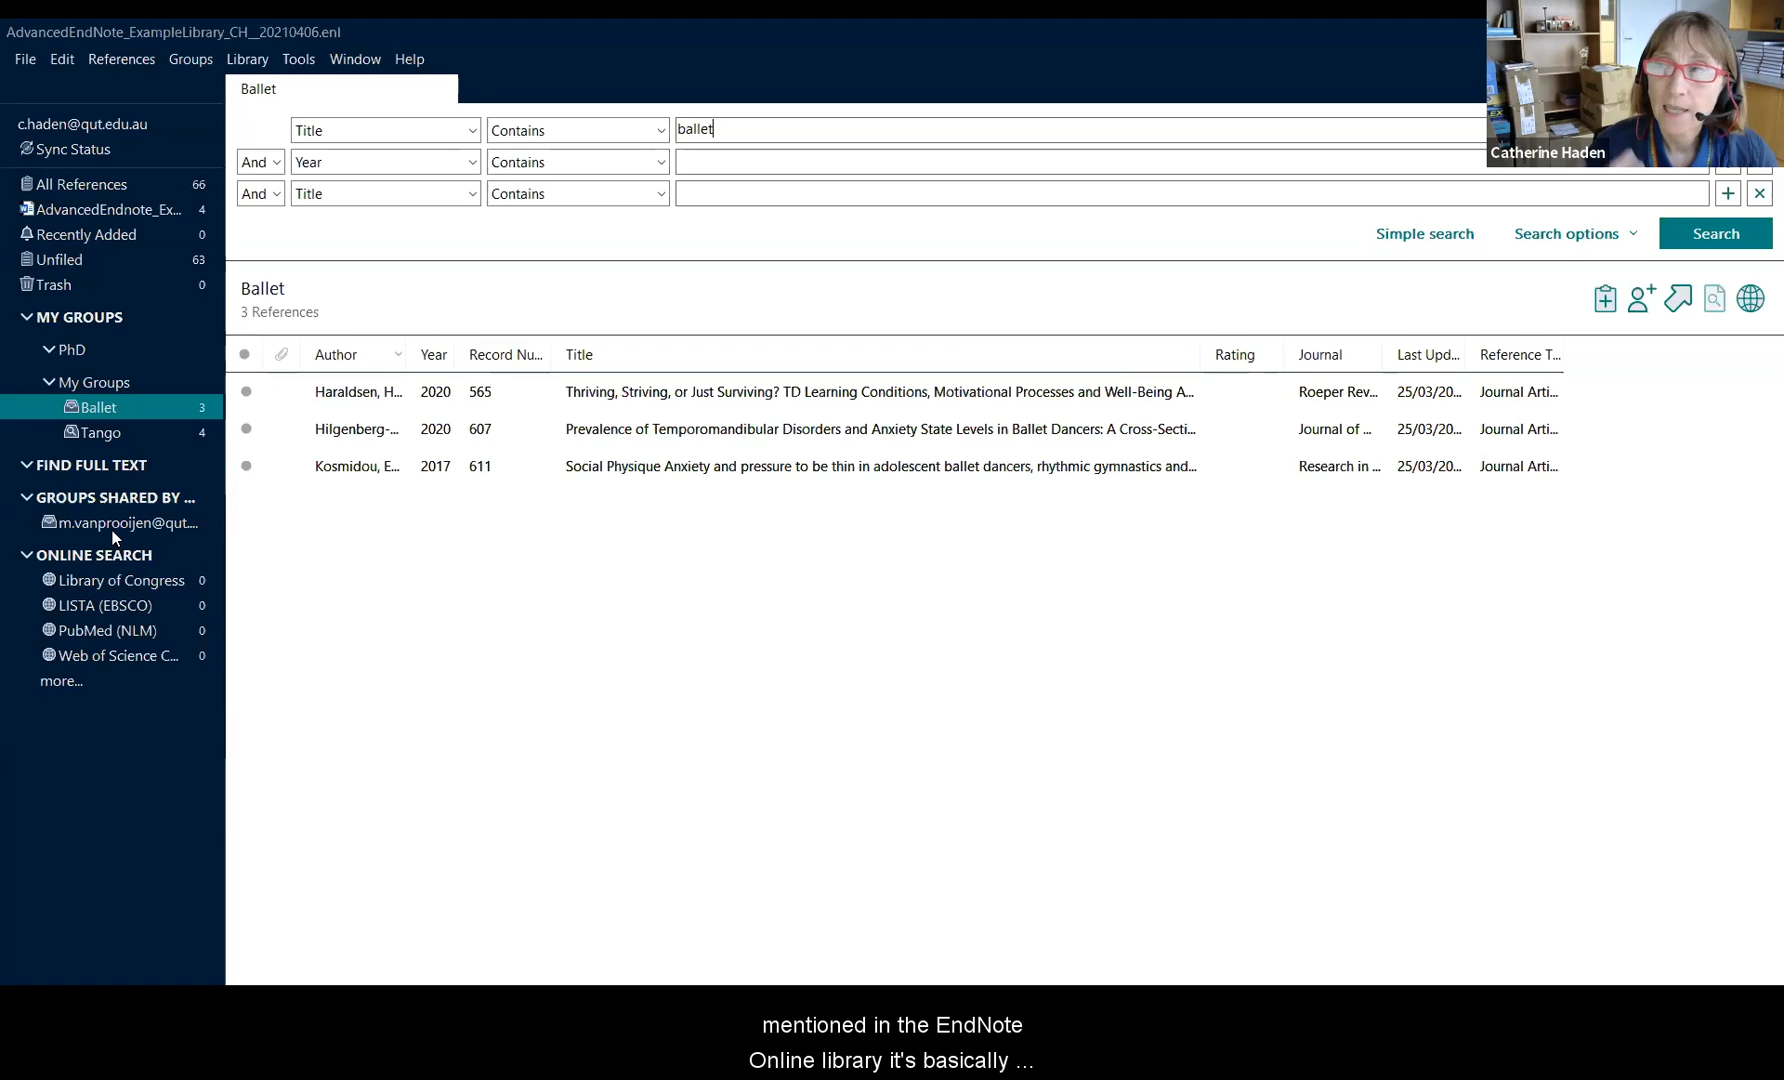 AdvancedEndNote_ExampleLibrary_CH__20210406.enl
File Edit References Groups Library Tools Window Help
c.haden@qut.edu.au
Sync Status
All References 66
AdvancedEndnote_Ex... 4
Recently Added 0
Unfiled 63
Trash 0
MY GROUPS
PhD
My Groups
Ballet 3
Tango 4
FIND FULL TEXT
GROUPS SHARED BY ...
m.vanprooijen@qut....
ONLINE SEARCH
Library of Congress 0
LISTA (EBSCO) 0
PubMed (NLM) 0
Web of Science C... 0
more...
Ballet
Title Contains ballet
And Year Contains
And Title Contains
Simple search Search options Search
Catherine Haden
Ballet
3 References
Author Year Record Nu... Title Rating Journal Last Upd... Reference T...
Haraldsen, H... 2020 565 Thriving, Striving, or Just Surviving? TD Learning Conditions, Motivational Processes and Well-Being A... Roeper Rev... 25/03/20... Journal Arti...
Hilgenberg-... 2020 607 Prevalence of Temporomandibular Disorders and Anxiety State Levels in Ballet Dancers: A Cross-Secti... Journal of ... 25/03/20... Journal Arti...
Kosmidou, E... 2017 611 Social Physique Anxiety and pressure to be thin in adolescent ballet dancers, rhythmic gymnastics and... Research in ... 25/03/20... Journal Arti...
mentioned in the EndNote
Online library it's basically ...